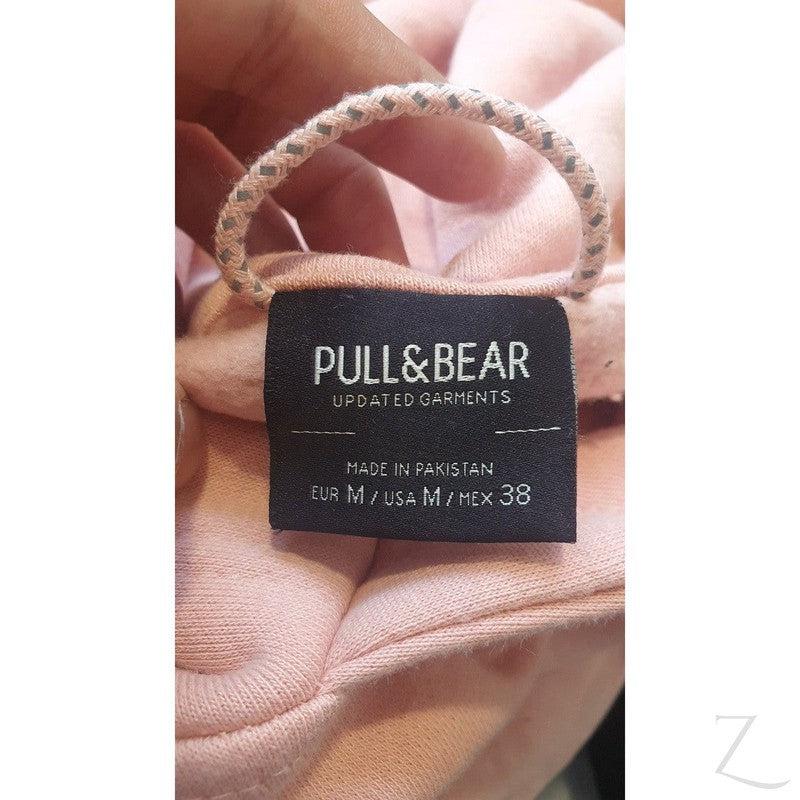 PULL&BEAR
UPDATED GARMENTS
MADE IN PAKISTAN
EUR M / USA M / MEX 38
Z